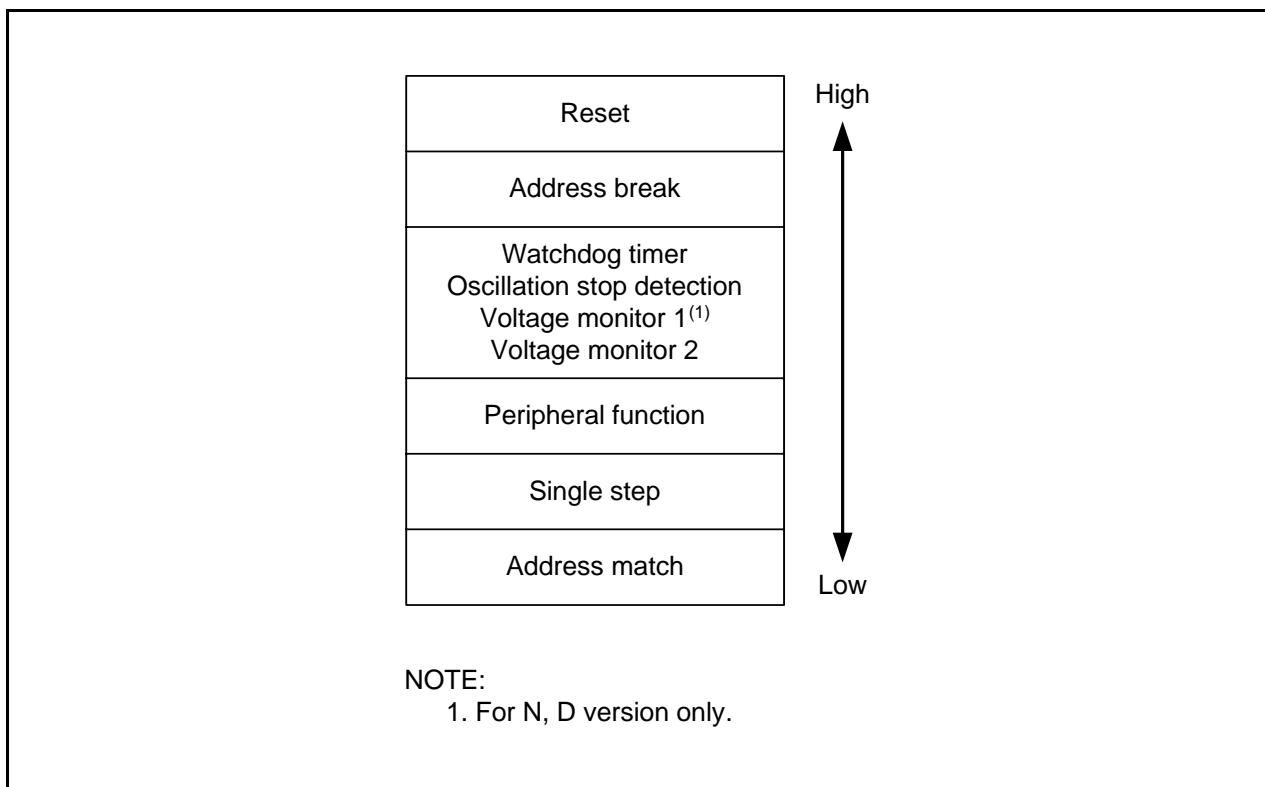 Reset
High
Address break
Watchdog timer
Oscillation stop detection
Voltage monitor 1(1)
Voltage monitor 2
Peripheral function
Single step
Address match
Low
NOTE:
1. For N, D version only.